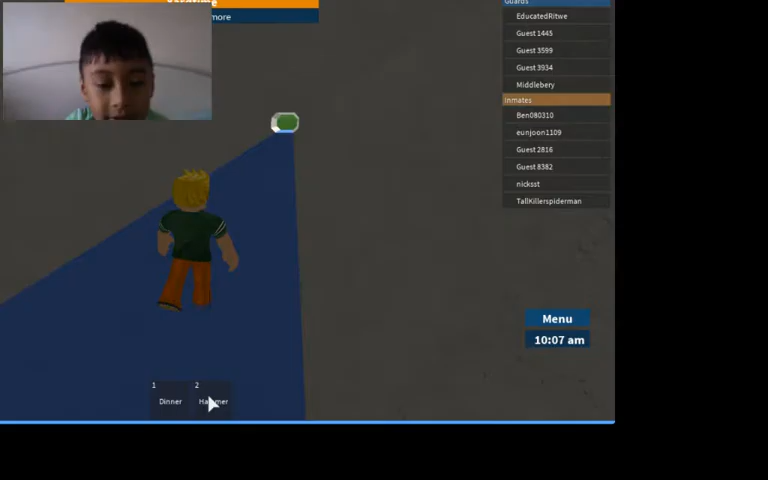 more
Guards
EducatedRitwe
Guest 1445
Guest 3599
Guest 3934
Middlebery
Inmates
Ben080310
eunjoon1109
Guest 2816
Guest 8382
nicksst
TallKillerspiderman
Menu
10:07 am
1 2
Dinner Hammer